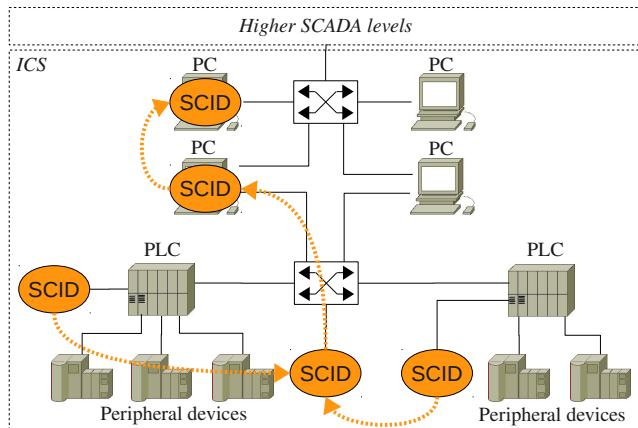 Higher SCADA levels
ICS
PC
PC
SCID
PC
PC
SCID
PLC
PLC
SCID
SCID
SCID
Peripheral devices
Peripheral devices